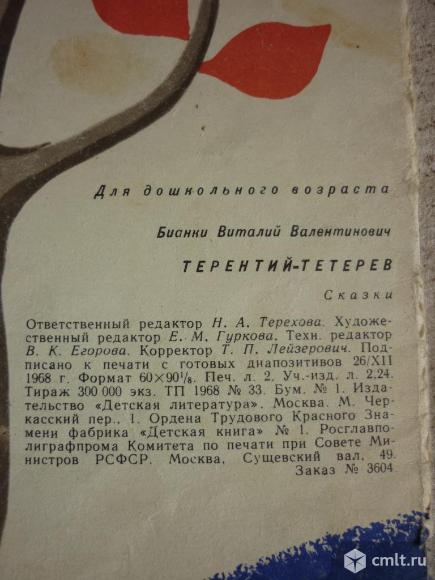 Для дошкольного возраста
Бианки Виталий Валентинович
ТЕРЕНТИЙ-ТЕТЕРЕВ
Сказки
Ответственный редактор Н. А. Терехова. Художе-
ственный редактор Е. М. Гуркова. Техн. редактор
В. К. Егорова. Корректор Т. П. Лейзерович. Под-
писано к печати с готовых диапозитивов 26/XII
1968 г. Формат 60×90⅛. Печ. л. 2. Уч.-изд. л. 2,24.
Тираж 300 000 экз. ТП 1968 № 33. Бум. № 1. Изда-
тельство «Детская литература». Москва. М. Чер-
касский пер., 1. Ордена Трудового Красного Зна-
мени фабрика «Детская книга» № 1. Росглавпо-
лиграфпрома Комитета по печати при Совете Ми-
нистров РСФСР. Москва, Сущевский вал, 49.
Заказ № 3604.
cmlt.ru